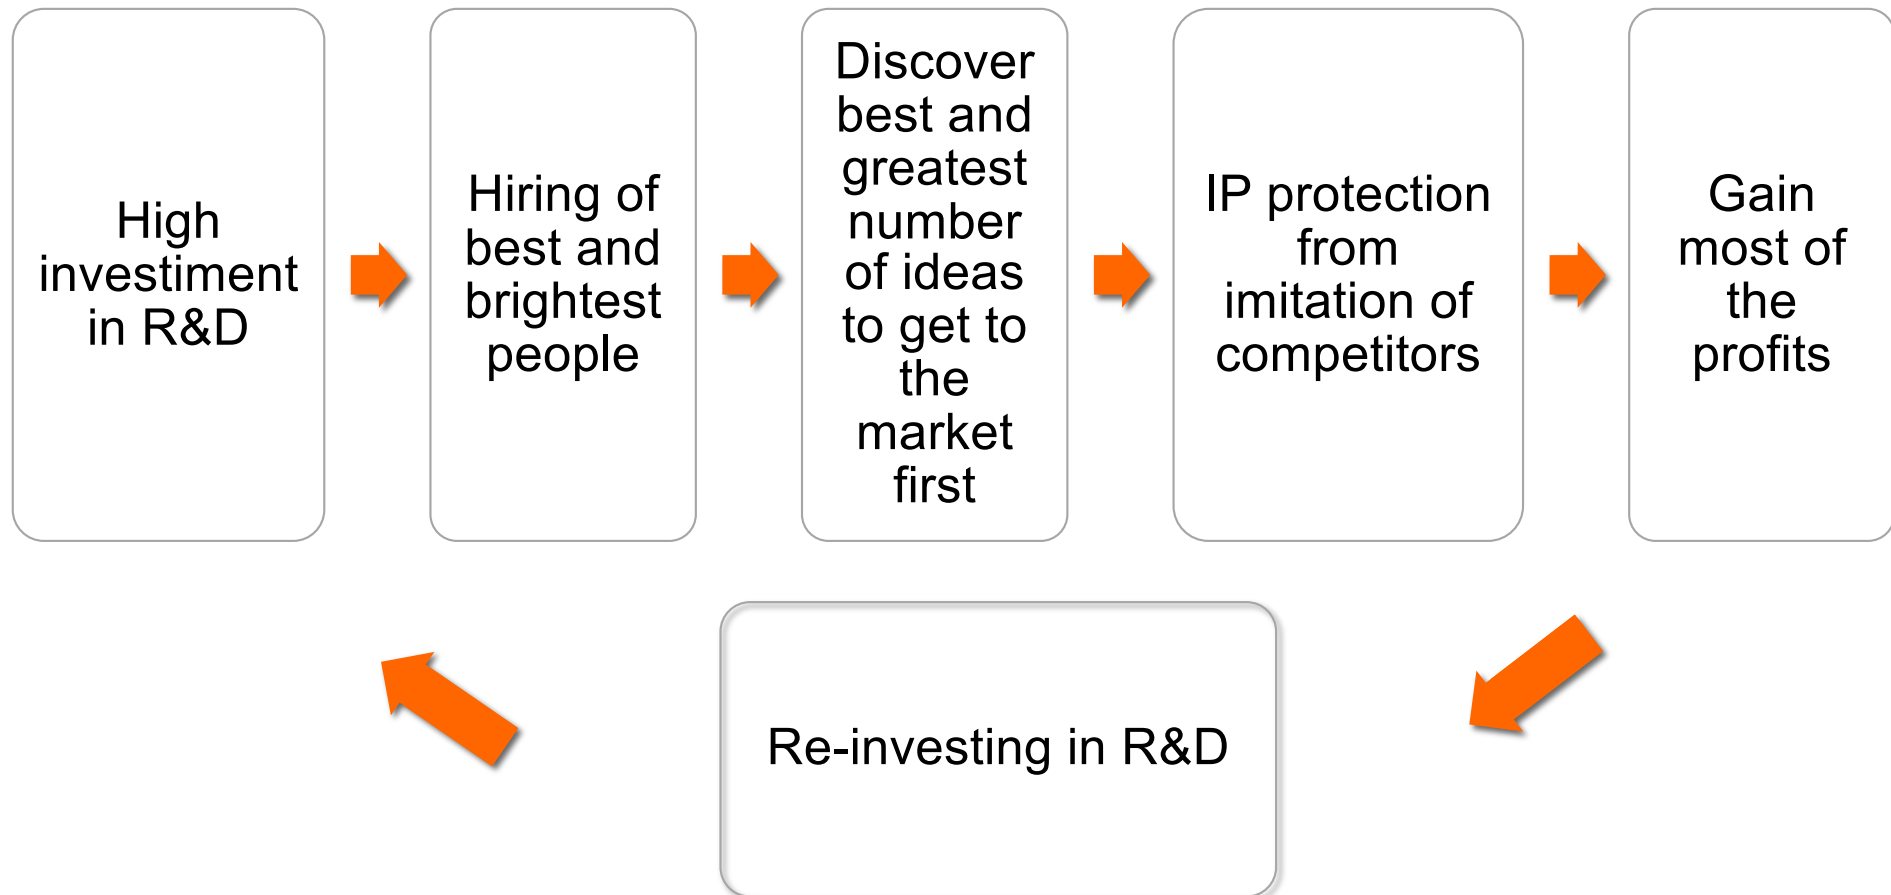 High
investiment
in R&D
Hiring of
best and
brightest
people
Discover
best and
greatest
number
of ideas
to get to
the
market
first
IP protection
from
imitation of
competitors
Gain
most of
the
profits
Re-investing in R&D